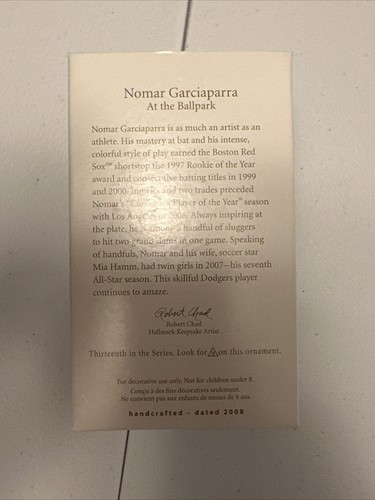 Nomar Garciaparra
At the Ballpark
Nomar Garciaparra is as much an artist as an
athlete. His mastery at bat and his intense,
colorful style of play earned the Boston Red
Sox℠ shortstop the 1997 Rookie of the Year
award and consecutive batting titles in 1999
and 2000. Injuries and two trades preceded
Nomar's "Comeback Player of the Year" season
with Los Angeles in 2006. Always inspiring at
the plate, he is among a handful of sluggers
to hit two grand slams in one game. Speaking
of handfuls, Nomar and his wife, soccer star
Mia Hamm, had twin girls in 2007—his seventh
All-Star season. This skillful Dodgers player
continues to amaze.
Robert Chad
Robert Chad
Hallmark Keepsake Artist
Thirteenth in the Series. Look for on this ornament.
For decorative use only. Not for children under 8.
Conçu à des fins décoratives seulement.
Ne convient pas aux enfants de moins de 8 ans.
handcrafted – dated 2008